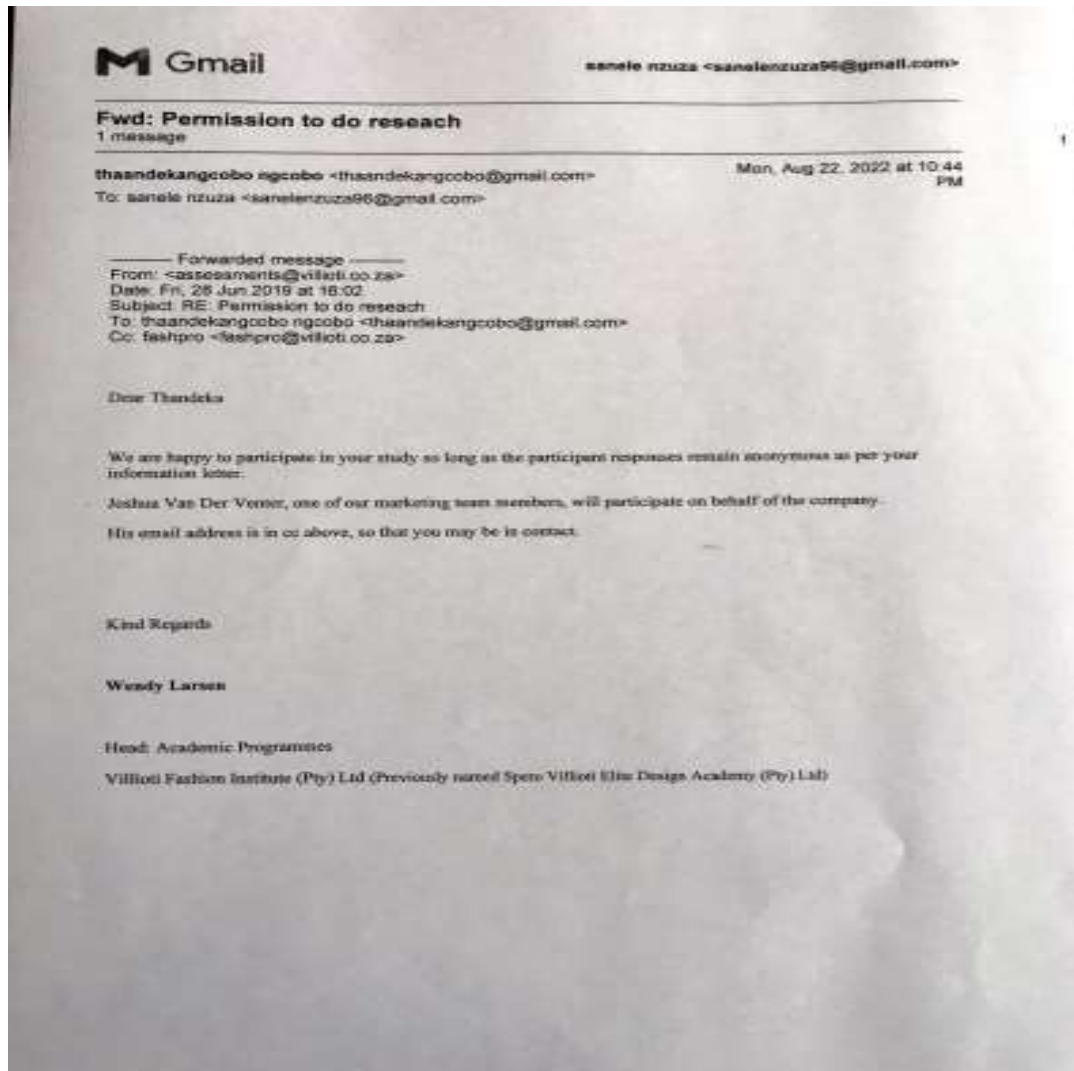 Gmail
sanele nzuza <sanelenzuza96@gmail.com>
Fwd: Permission to do reseach
1 message
thaandekangcobo ngcobo <thaandekangcobo@gmail.com>
Mon, Aug 22, 2022 at 10:44
PM
To: sanele nzuza <sanelenzuza96@gmail.com>
---------- Forwarded message ----------
From: <assessments@villioti.co.za>
Date: Fri, 28 Jun 2019 at 16:02
Subject: RE: Permission to do reseach
To: thaandekangcobo ngcobo <thaandekangcobo@gmail.com>
Cc: fashpro <fashpro@villioti.co.za>
Dear Thandeka
We are happy to participate in your study so long as the participant responses remain anonymous as per your
information letter.
Joshua Van Der Venter, one of our marketing team members, will participate on behalf of the company.
His email address is in cc above, so that you may be in contact.
Kind Regards
Wendy Larsen
Head: Academic Programmes
Villioti Fashion Institute (Pty) Ltd (Previously named Spero Villioti Elite Design Academy (Pty) Ltd)